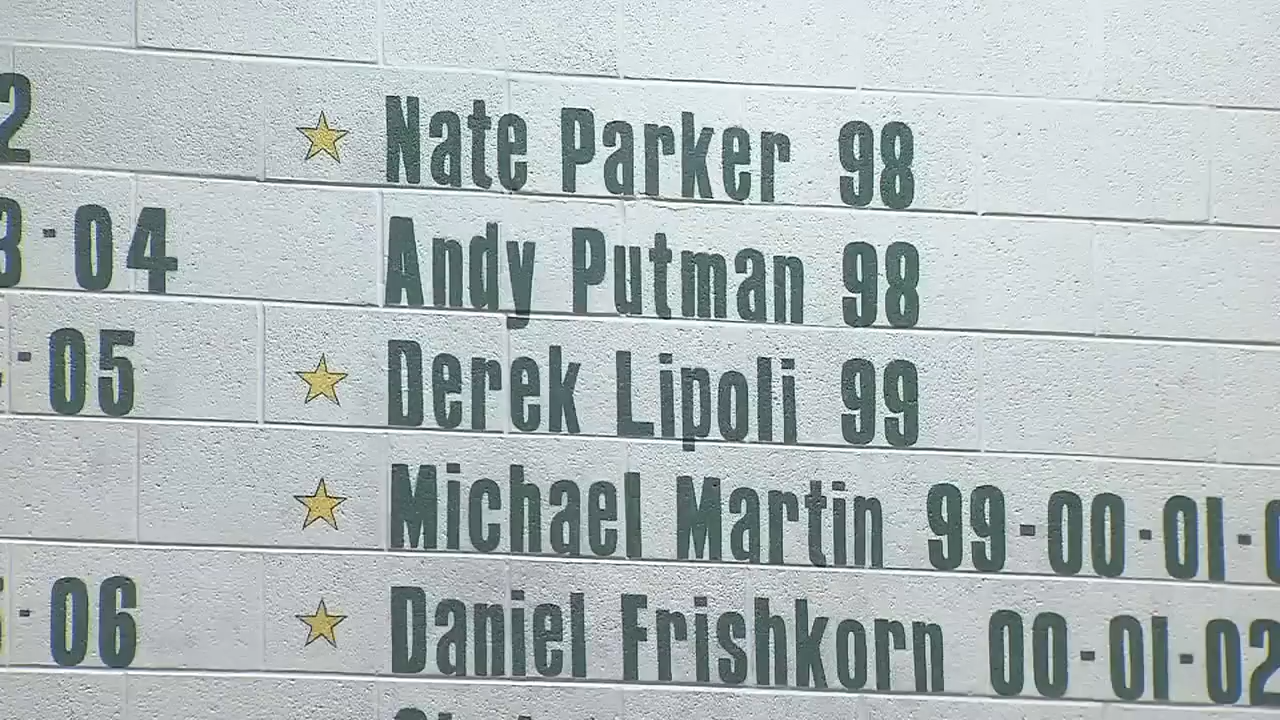 2 Nate Parker 98
3-04 Andy Putman 98
-05 Derek Lipoli 99
Michael Martin 99-00-01-0
-06 Daniel Frishkorn 00-01-02